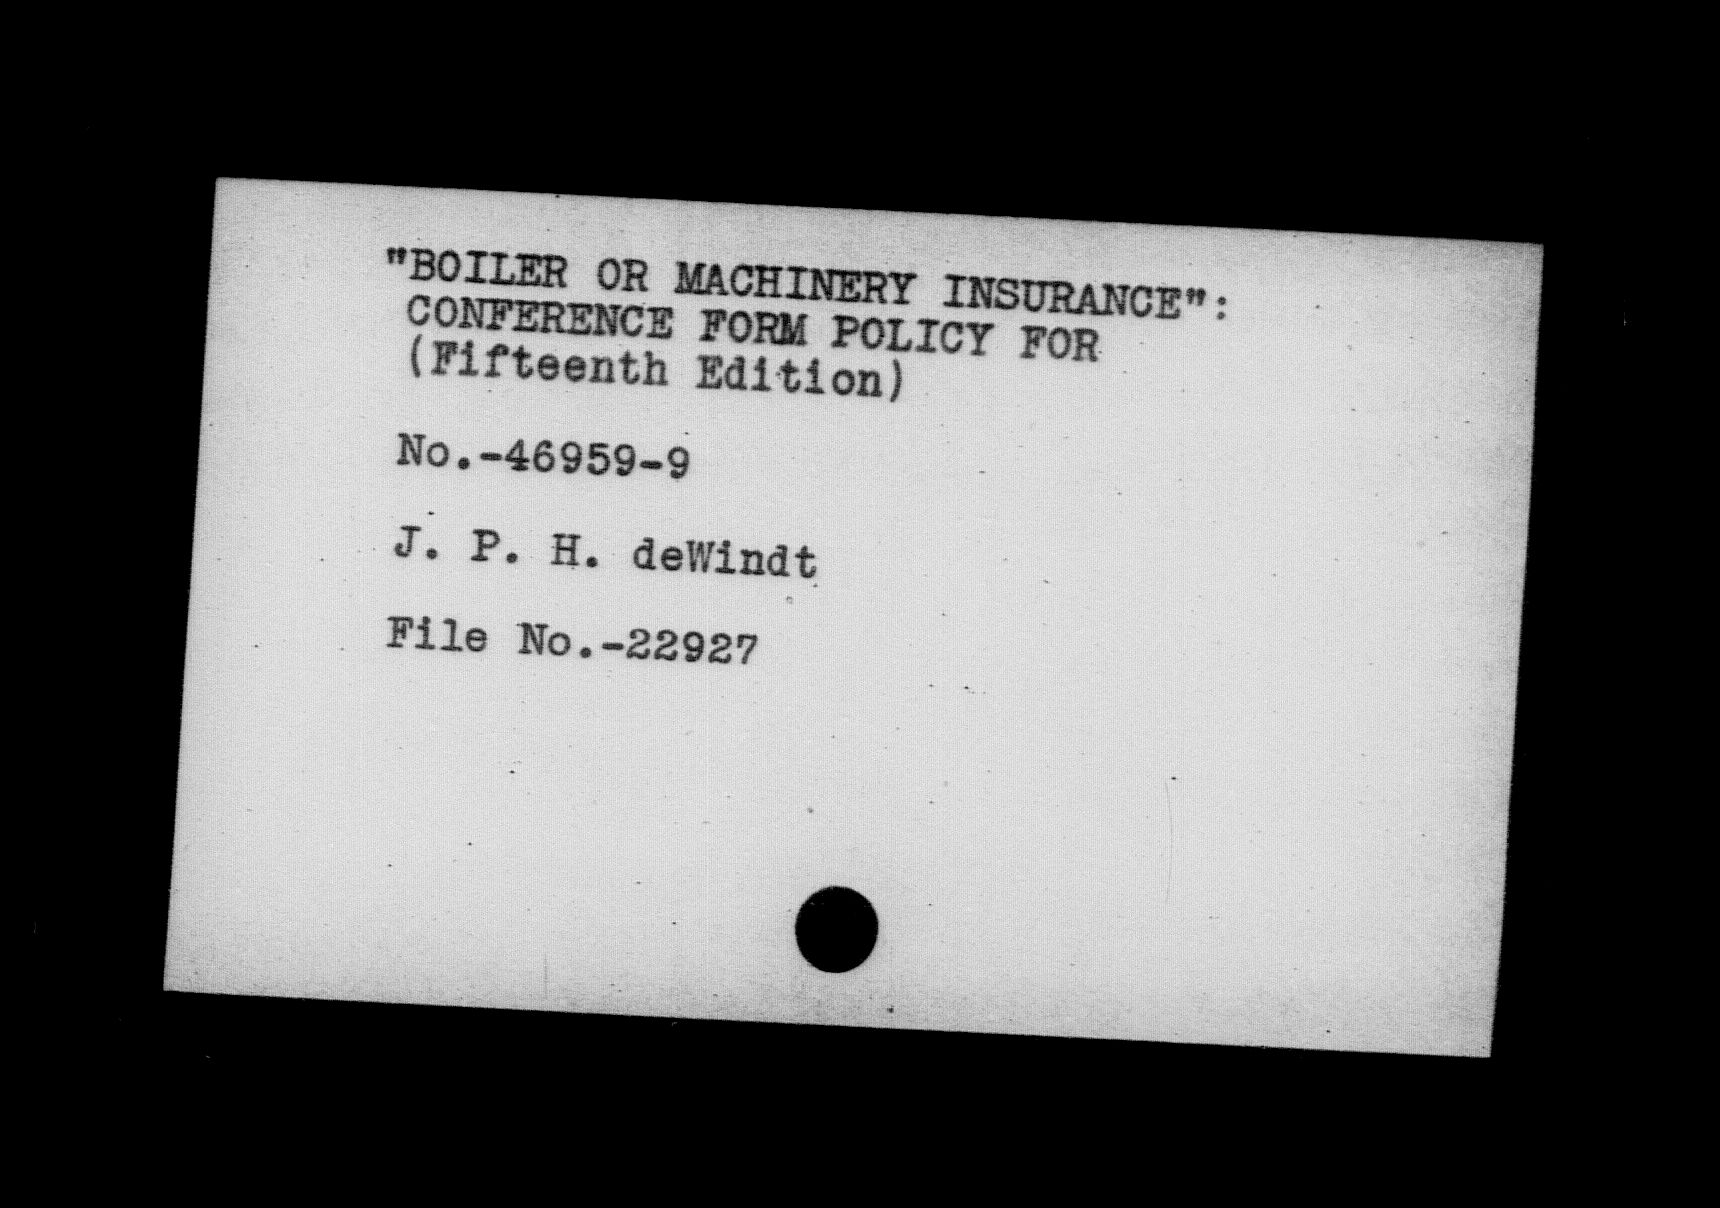 "BOILER OR MACHINERY INSURANCE":
CONFERENCE FORM POLICY FOR
(Fifteenth Edition)
No.-46959-9
J. P. H. deWindt
File No.-22927